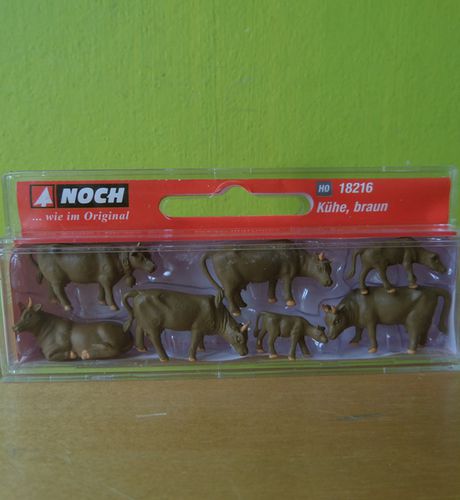 NOCH
... wie im Original
H0 18216
Kühe, braun